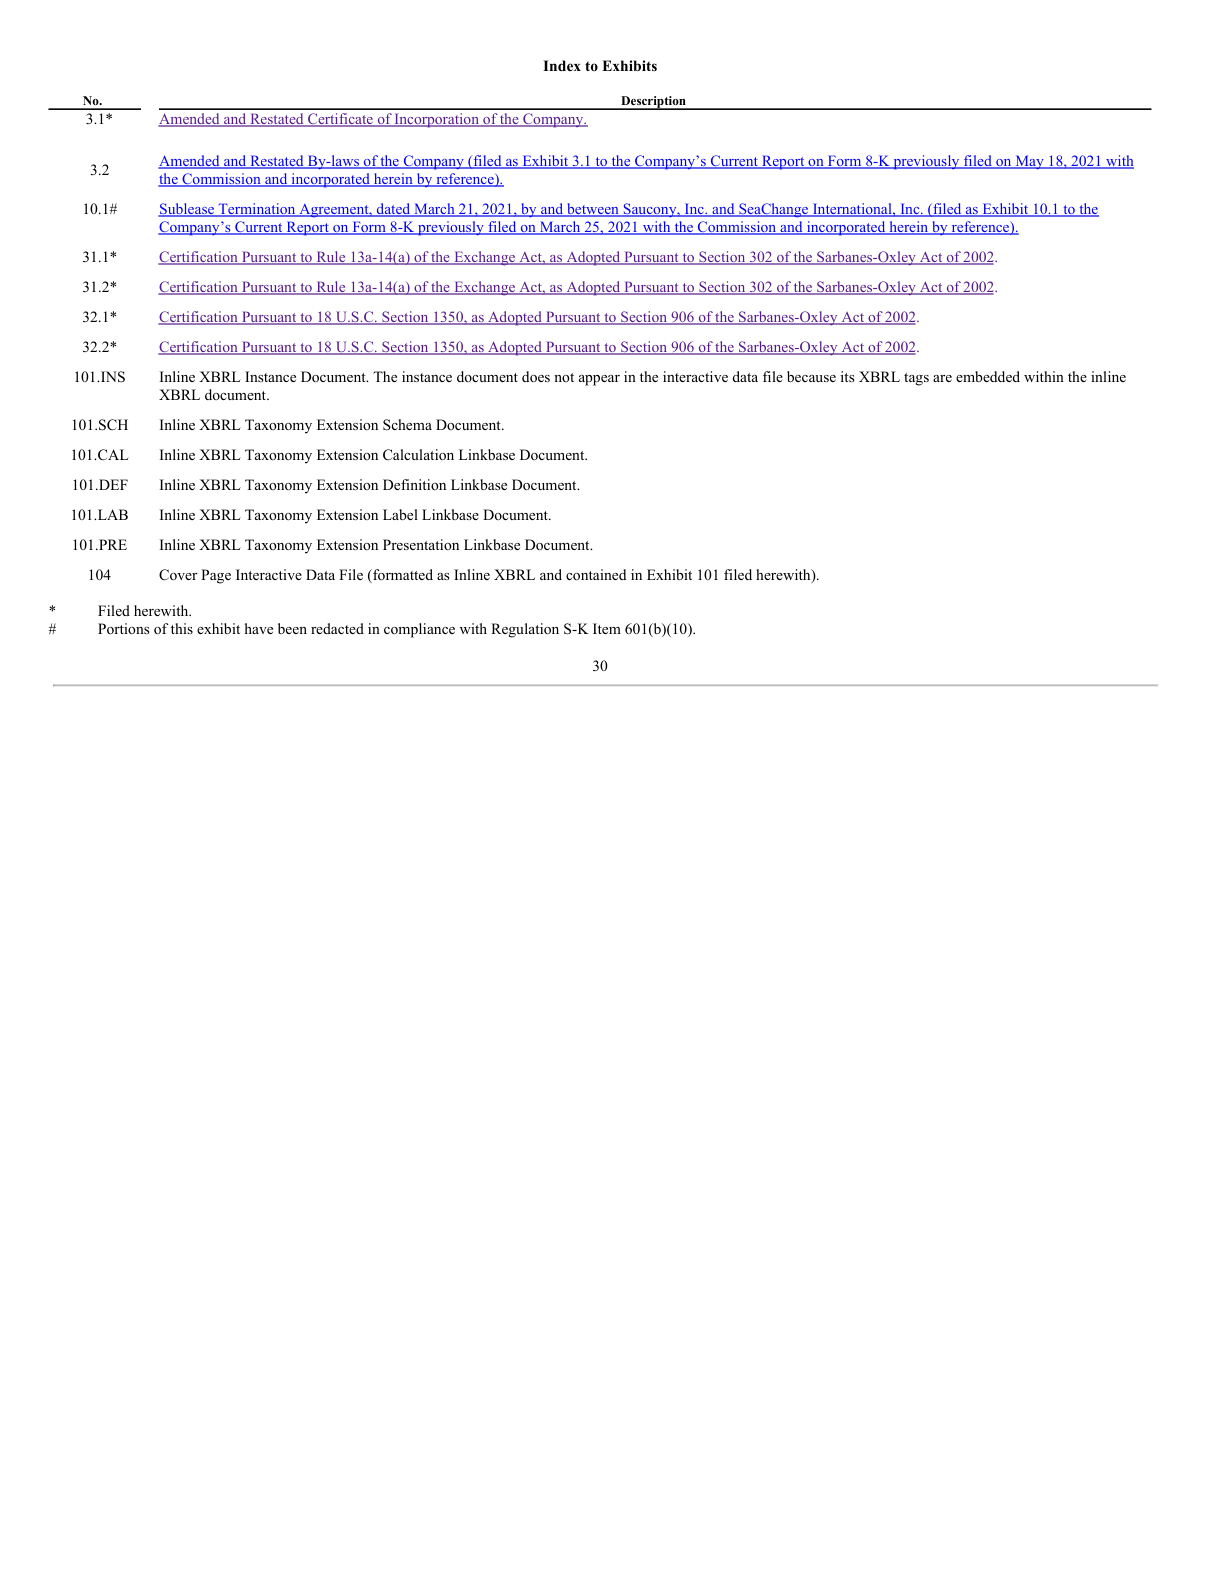 Index to Exhibits
No. Description
3.1* Amended and Restated Certificate of Incorporation of the Company.
3.2 Amended and Restated By-laws of the Company (filed as Exhibit 3.1 to the Company’s Current Report on Form 8-K previously filed on May 18, 2021 with
the Commission and incorporated herein by reference).
10.1# Sublease Termination Agreement, dated March 21, 2021, by and between Saucony, Inc. and SeaChange International, Inc. (filed as Exhibit 10.1 to the
Company’s Current Report on Form 8-K previously filed on March 25, 2021 with the Commission and incorporated herein by reference).
31.1* Certification Pursuant to Rule 13a-14(a) of the Exchange Act, as Adopted Pursuant to Section 302 of the Sarbanes-Oxley Act of 2002.
31.2* Certification Pursuant to Rule 13a-14(a) of the Exchange Act, as Adopted Pursuant to Section 302 of the Sarbanes-Oxley Act of 2002.
32.1* Certification Pursuant to 18 U.S.C. Section 1350, as Adopted Pursuant to Section 906 of the Sarbanes-Oxley Act of 2002.
32.2* Certification Pursuant to 18 U.S.C. Section 1350, as Adopted Pursuant to Section 906 of the Sarbanes-Oxley Act of 2002.
101.INS Inline XBRL Instance Document. The instance document does not appear in the interactive data file because its XBRL tags are embedded within the inline
XBRL document.
101.SCH Inline XBRL Taxonomy Extension Schema Document.
101.CAL Inline XBRL Taxonomy Extension Calculation Linkbase Document.
101.DEF Inline XBRL Taxonomy Extension Definition Linkbase Document.
101.LAB Inline XBRL Taxonomy Extension Label Linkbase Document.
101.PRE Inline XBRL Taxonomy Extension Presentation Linkbase Document.
104 Cover Page Interactive Data File (formatted as Inline XBRL and contained in Exhibit 101 filed herewith).
* Filed herewith.
# Portions of this exhibit have been redacted in compliance with Regulation S-K Item 601(b)(10).
30